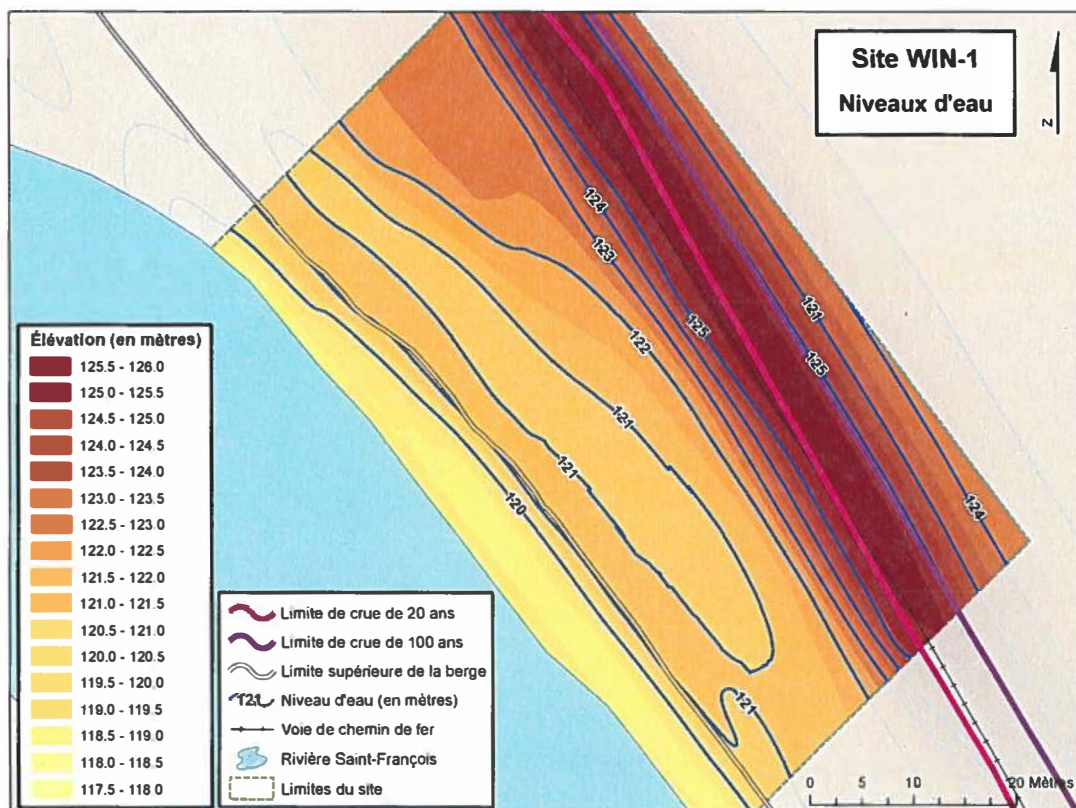 Site WIN-1
Niveaux d'eau
N
124
123
125
122
121
125
121
121
120
124
121
Élévation (en mètres)
125.5 - 126.0
125.0 - 125.5
124.5 - 125.0
124.0 - 124.5
123.5 - 124.0
123.0 - 123.5
122.5 - 123.0
122.0 - 122.5
121.5 - 122.0
121.0 - 121.5
120.5 - 121.0
120.0 - 120.5
119.5 - 120.0
119.0 - 119.5
118.5 - 119.0
118.0 - 118.5
117.5 - 118.0
Limite de crue de 20 ans
Limite de crue de 100 ans
Limite supérieure de la berge
121 Niveau d'eau (en mètres)
Voie de chemin de fer
Rivière Saint-François
Limites du site
0 5 10 20 Mètres